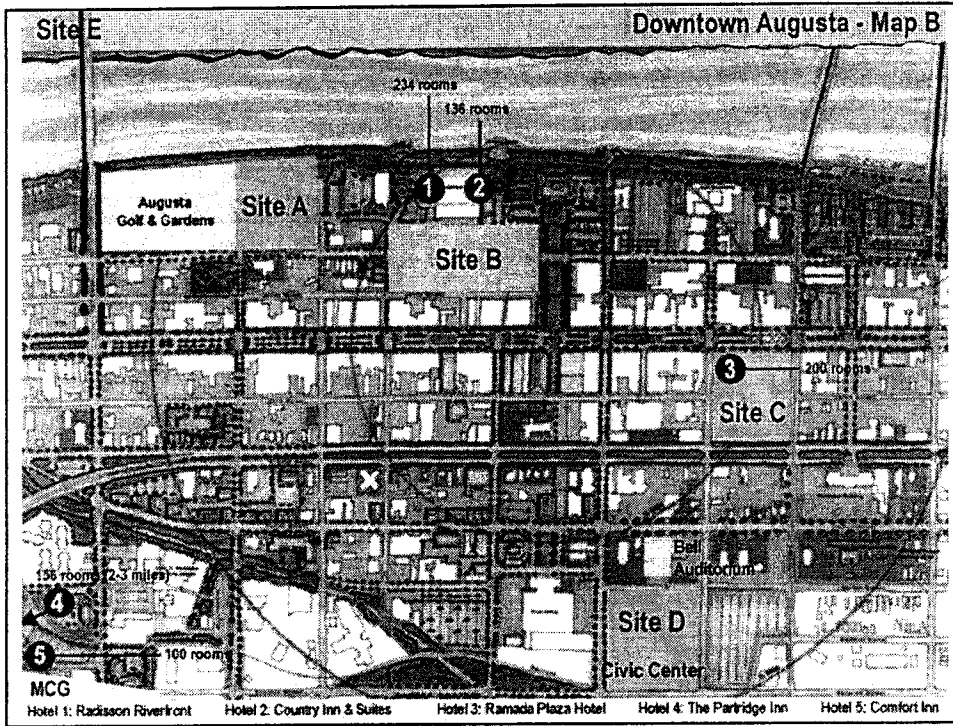 Site E
Downtown Augusta - Map B
234 rooms
136 rooms
1
2
Augusta
Golf & Gardens
Site A
Site B
3
200 rooms
Site C
Bell
Auditorium
156 rooms (2-3 miles)
4
Site D
5
100 rooms
Civic Center
MCG
Hotel 1: Radisson Riverfront
Hotel 2: Country Inn & Suites
Hotel 3: Ramada Plaza Hotel
Hotel 4: The Partridge Inn
Hotel 5: Comfort Inn